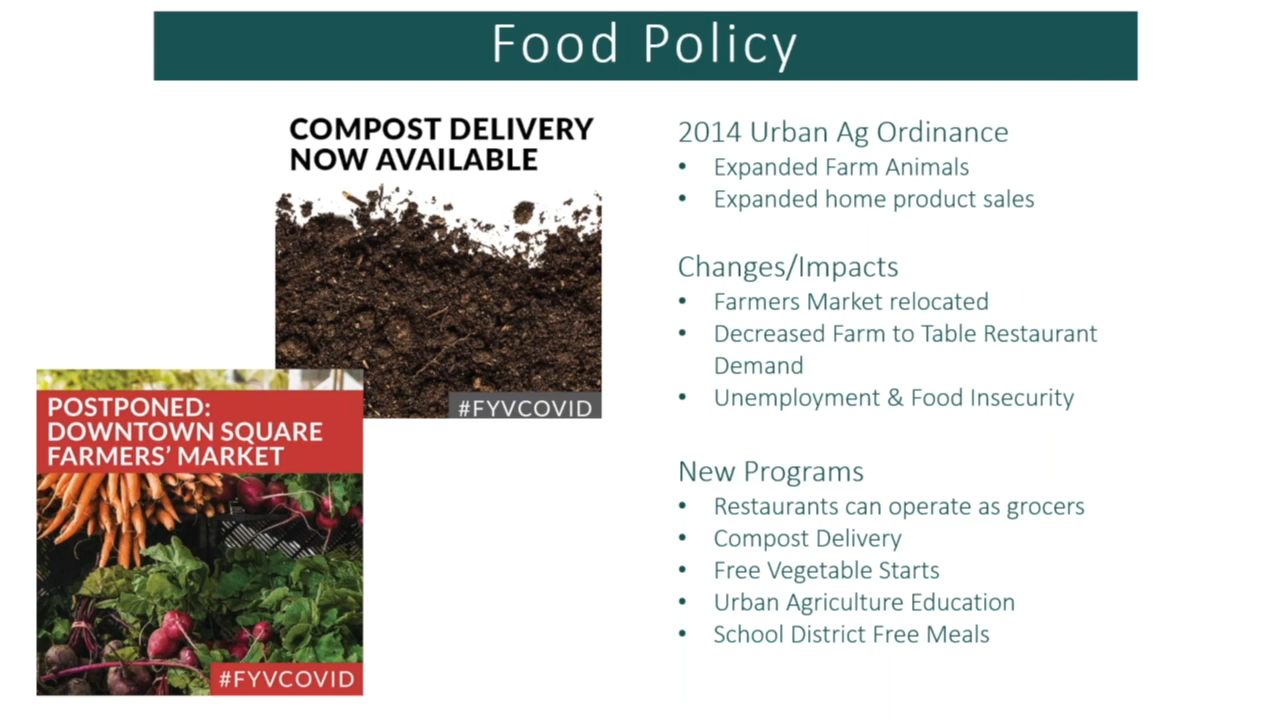 Food Policy
COMPOST DELIVERY
NOW AVAILABLE
#FYVCOVID
POSTPONED:
DOWNTOWN SQUARE
FARMERS' MARKET
#FYVCOVID
2014 Urban Ag Ordinance
• Expanded Farm Animals
• Expanded home product sales
Changes/Impacts
• Farmers Market relocated
• Decreased Farm to Table Restaurant
Demand
• Unemployment & Food Insecurity
New Programs
• Restaurants can operate as grocers
• Compost Delivery
• Free Vegetable Starts
• Urban Agriculture Education
• School District Free Meals